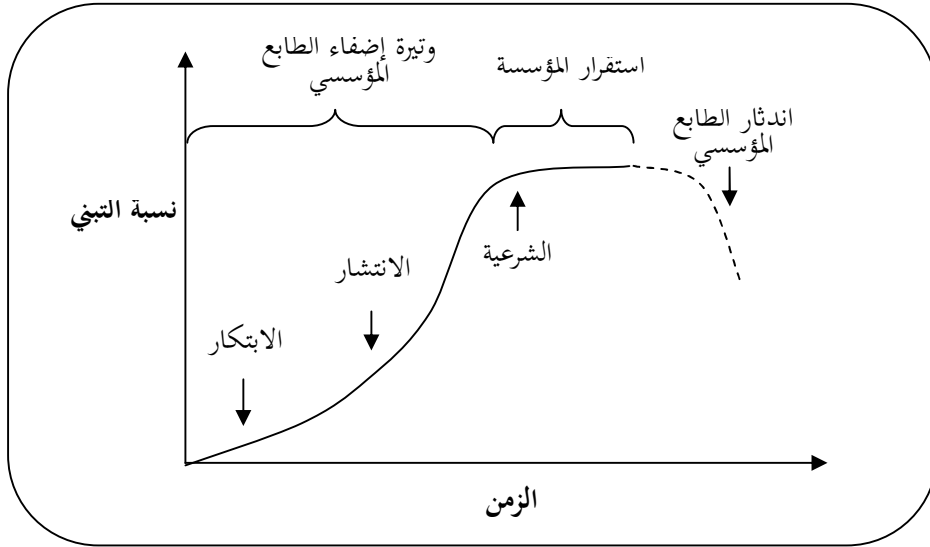 وتيرة إضفاء الطابع
المؤسسي
استقرار المؤسسة
اندثار الطابع
المؤسسي
نسبة التبني
الشرعية
الانتشار
الابتكار
الزمن